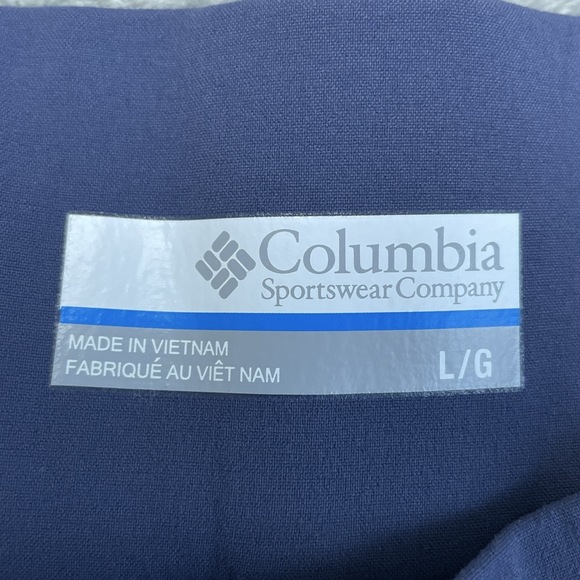 Columbia
Sportswear Company
MADE IN VIETNAM
FABRIQUÉ AU VIÊT NAM
L/G